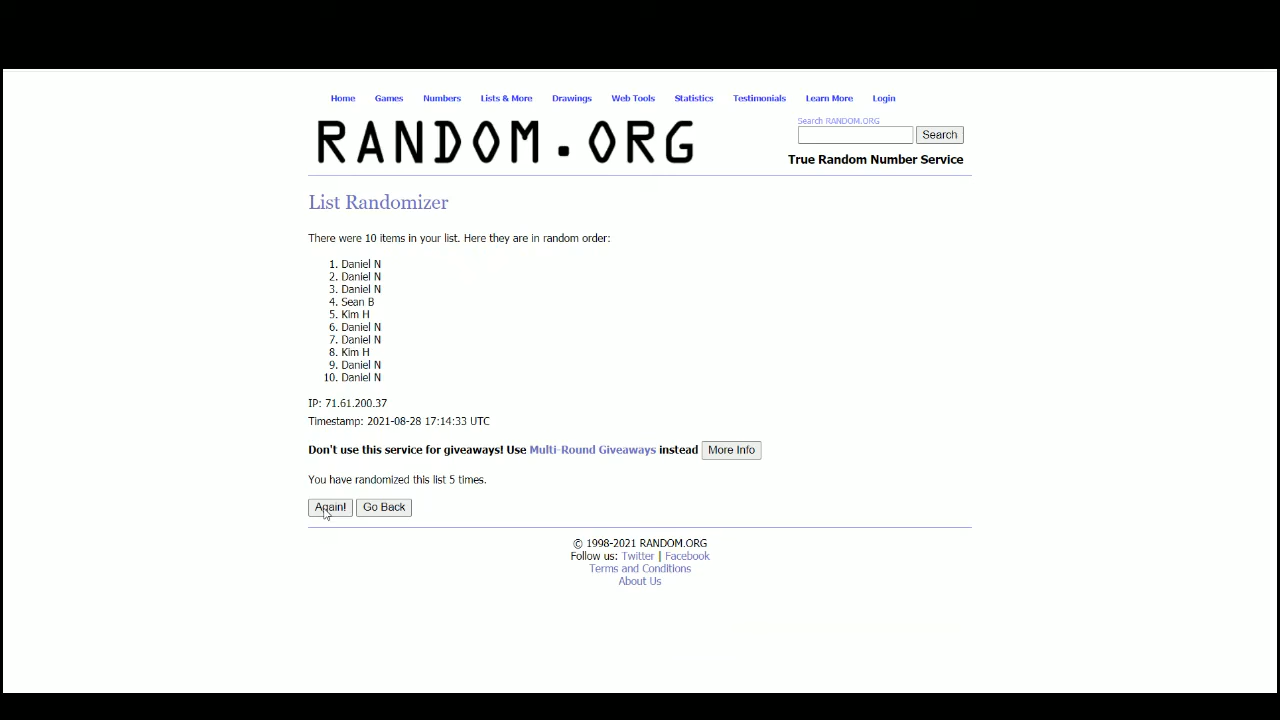 Home Games Numbers Lists & More Drawings Web Tools Statistics Testimonials Learn More Login
RANDOM.ORG
Search RANDOM.ORG
Search
True Random Number Service
List Randomizer
There were 10 items in your list. Here they are in random order:
1. Daniel N
2. Daniel N
3. Daniel N
4. Sean B
5. Kim H
6. Daniel N
7. Daniel N
8. Kim H
9. Daniel N
10. Daniel N
IP: 71.61.200.37
Timestamp: 2021-08-28 17:14:33 UTC
Don't use this service for giveaways! Use Multi-Round Giveaways instead More Info
You have randomized this list 5 times.
Again! Go Back
© 1998-2021 RANDOM.ORG
Follow us: Twitter | Facebook
Terms and Conditions
About Us